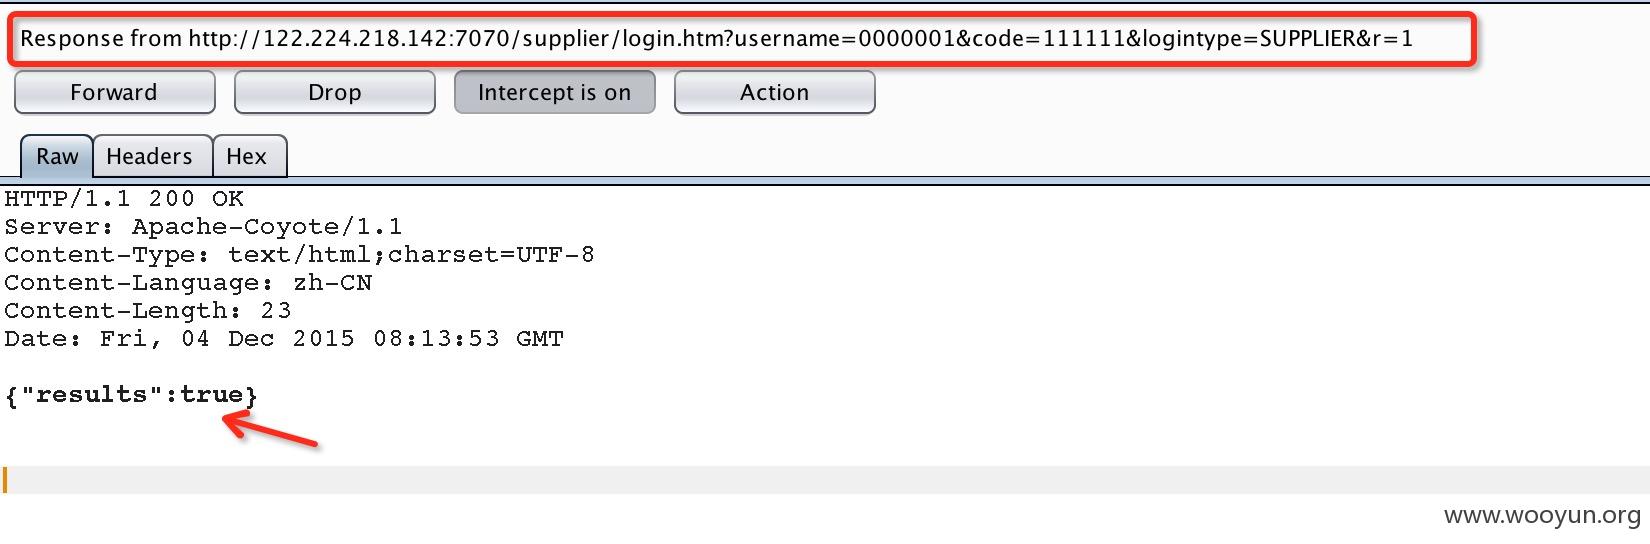 Response from http://122.224.218.142:7070/supplier/login.htm?username=0000001&code=111111&logintype=SUPPLIER&r=1
Forward Drop Intercept is on Action
Raw Headers Hex
HTTP/1.1 200 OK
Server: Apache-Coyote/1.1
Content-Type: text/html;charset=UTF-8
Content-Language: zh-CN
Content-Length: 23
Date: Fri, 04 Dec 2015 08:13:53 GMT
{"results":true}
www.wooyun.org